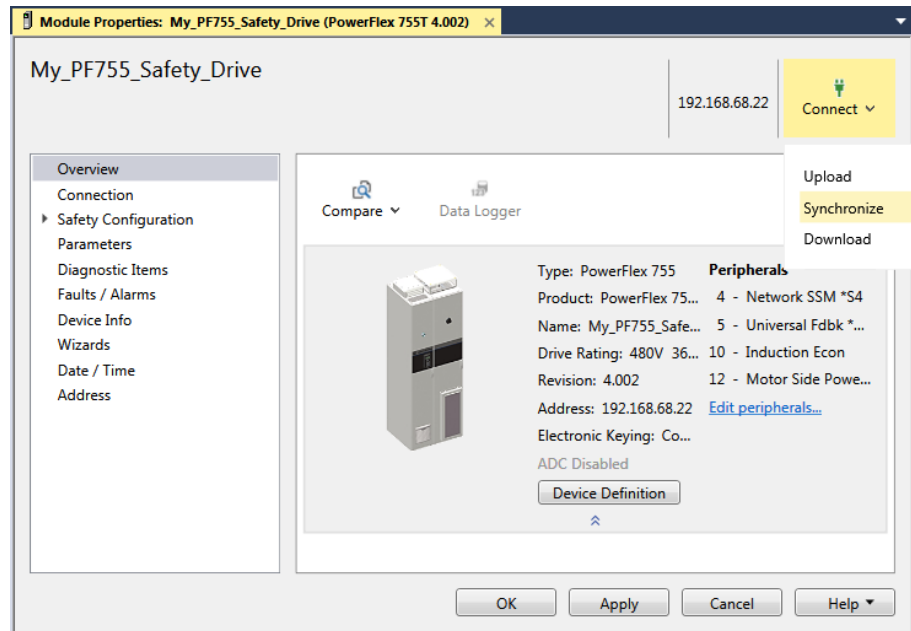 Module Properties: My_PF755_Safety_Drive (PowerFlex 755T 4.002) ×
My_PF755_Safety_Drive
192.168.68.22
Connect
Upload
Synchronize
Download
Overview
Connection
Safety Configuration
Parameters
Diagnostic Items
Faults / Alarms
Device Info
Wizards
Date / Time
Address
Compare
Data Logger
Type: PowerFlex 755
Product: PowerFlex 75...
Name: My_PF755_Safe...
Drive Rating: 480V 36...
Revision: 4.002
Address: 192.168.68.22
Electronic Keying: Co...
ADC Disabled
Device Definition
Peripherals
4 - Network SSM *S4
5 - Universal Fdbk *...
10 - Induction Econ
12 - Motor Side Powe...
Edit peripherals...
OK
Apply
Cancel
Help